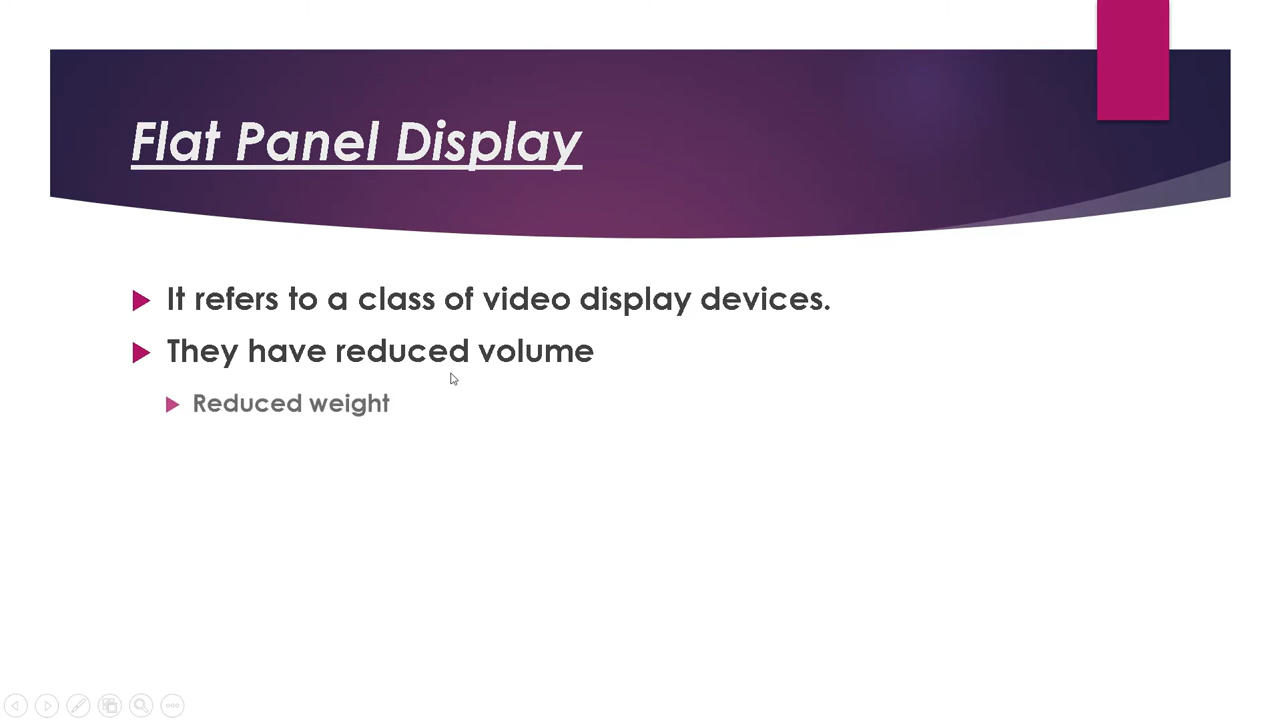 Flat Panel Display
It refers to a class of video display devices.
They have reduced volume
Reduced weight